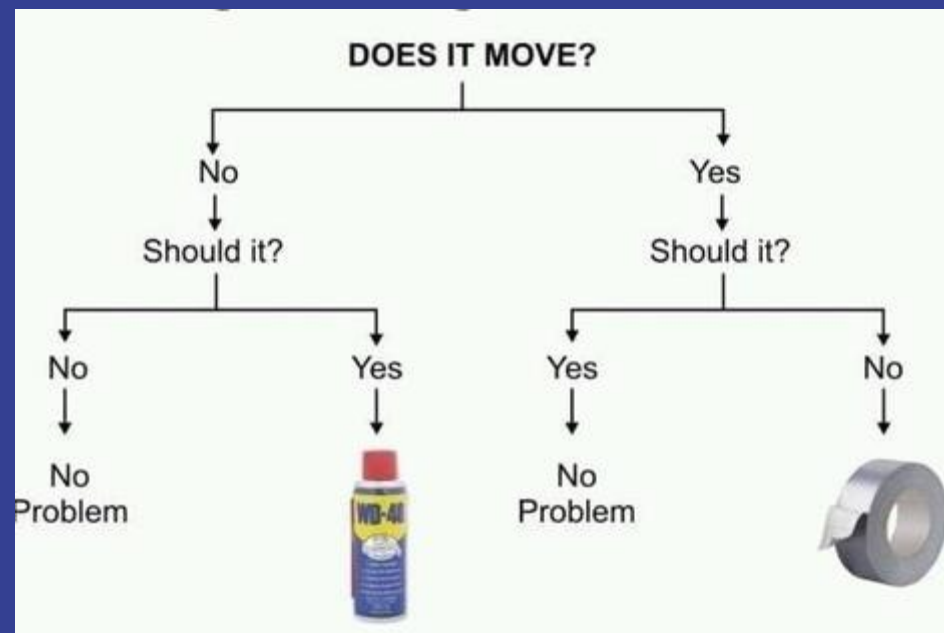 DOES IT MOVE?
No
Yes
Should it?
Should it?
No
Yes
Yes
No
No
Problem
WD-40
No
Problem